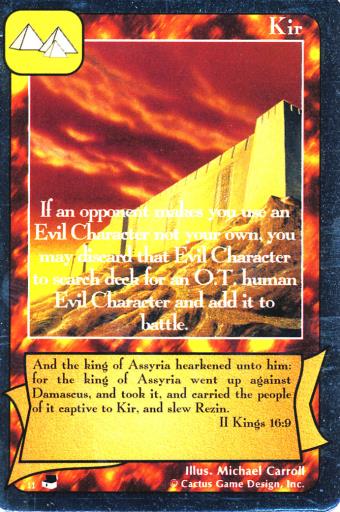 Kir
If an opponent makes you use an
Evil Character not your own, you
may discard that Evil Character
to search deck for an O.T. human
Evil Character and add it to
battle.
And the king of Assyria hearkened unto him:
for the king of Assyria went up against
Damascus, and took it, and carried the people
of it captive to Kir, and slew Rezin.
II Kings 16:9
11
Illus. Michael Carroll
© Cactus Game Design, Inc.